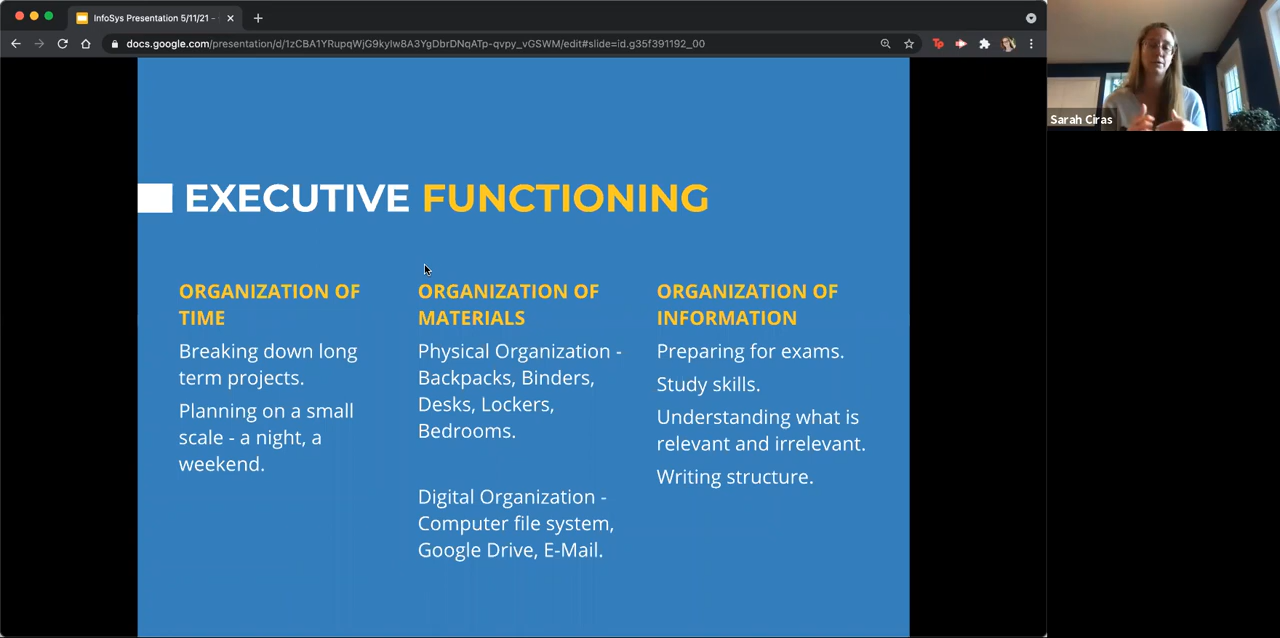 InfoSys Presentation 5/11/21 -
docs.google.com/presentation/d/1zCBA1YRupqWjG9kyIw8A3YgDbrDNqATp-qvpy_vGSWM/edit#slide=id.g35f391192_00
Sarah Ciras
EXECUTIVE FUNCTIONING
ORGANIZATION OF
TIME
Breaking down long
term projects.
Planning on a small
scale - a night, a
weekend.
ORGANIZATION OF
MATERIALS
Physical Organization -
Backpacks, Binders,
Desks, Lockers,
Bedrooms.
Digital Organization -
Computer file system,
Google Drive, E-Mail.
ORGANIZATION OF
INFORMATION
Preparing for exams.
Study skills.
Understanding what is
relevant and irrelevant.
Writing structure.